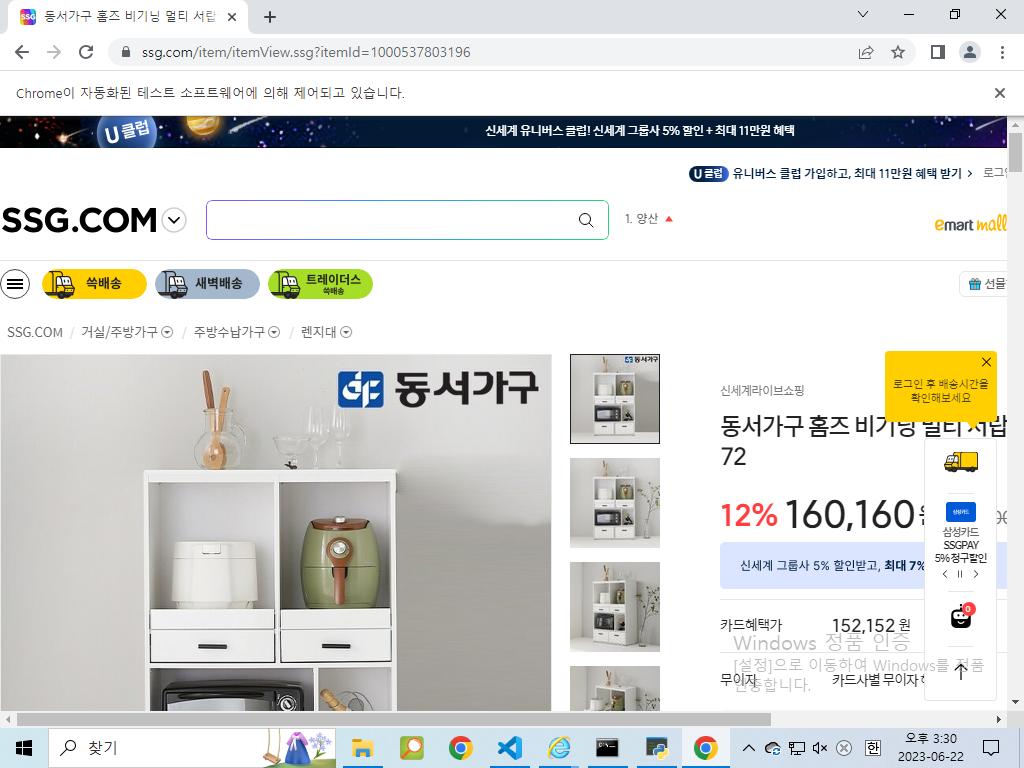 동서가구 홈즈 비기닝 멀티 서랍
ssg.com/item/itemView.ssg?itemId=1000537803196
Chrome이 자동화된 테스트 소프트웨어에 의해 제어되고 있습니다.
U 클럽
신세계 유니버스 클럽! 신세계 그룹사 5% 할인 + 최대 11만원 혜택
U 클럽 유니버스 클럽 가입하고, 최대 11만원 혜택 받기 >
SSG.COM
1. 양산
emart mall
쓱배송
새벽배송
트레이더스
쓱배송
선물
SSG.COM / 거실/주방가구 / 주방수납가구 / 렌지대
동서가구
동서가구
신세계라이브쇼핑
로그인 후 배송시간을
확인해보세요
동서가구 홈즈 비기닝 멀티 서랍
72
12% 160,160
삼성카드
삼성카드
SSGPAY
5% 청구할인
신세계 그룹사 5% 할인받고, 최대 7%
0
카드혜택가 152,152 원
Windows 정품 인증
[설정]으로 이동하여 Windows를 정품
인증합니다.
무이자 카드사별 무이자
찾기
한
오후 3:30
2023-06-22